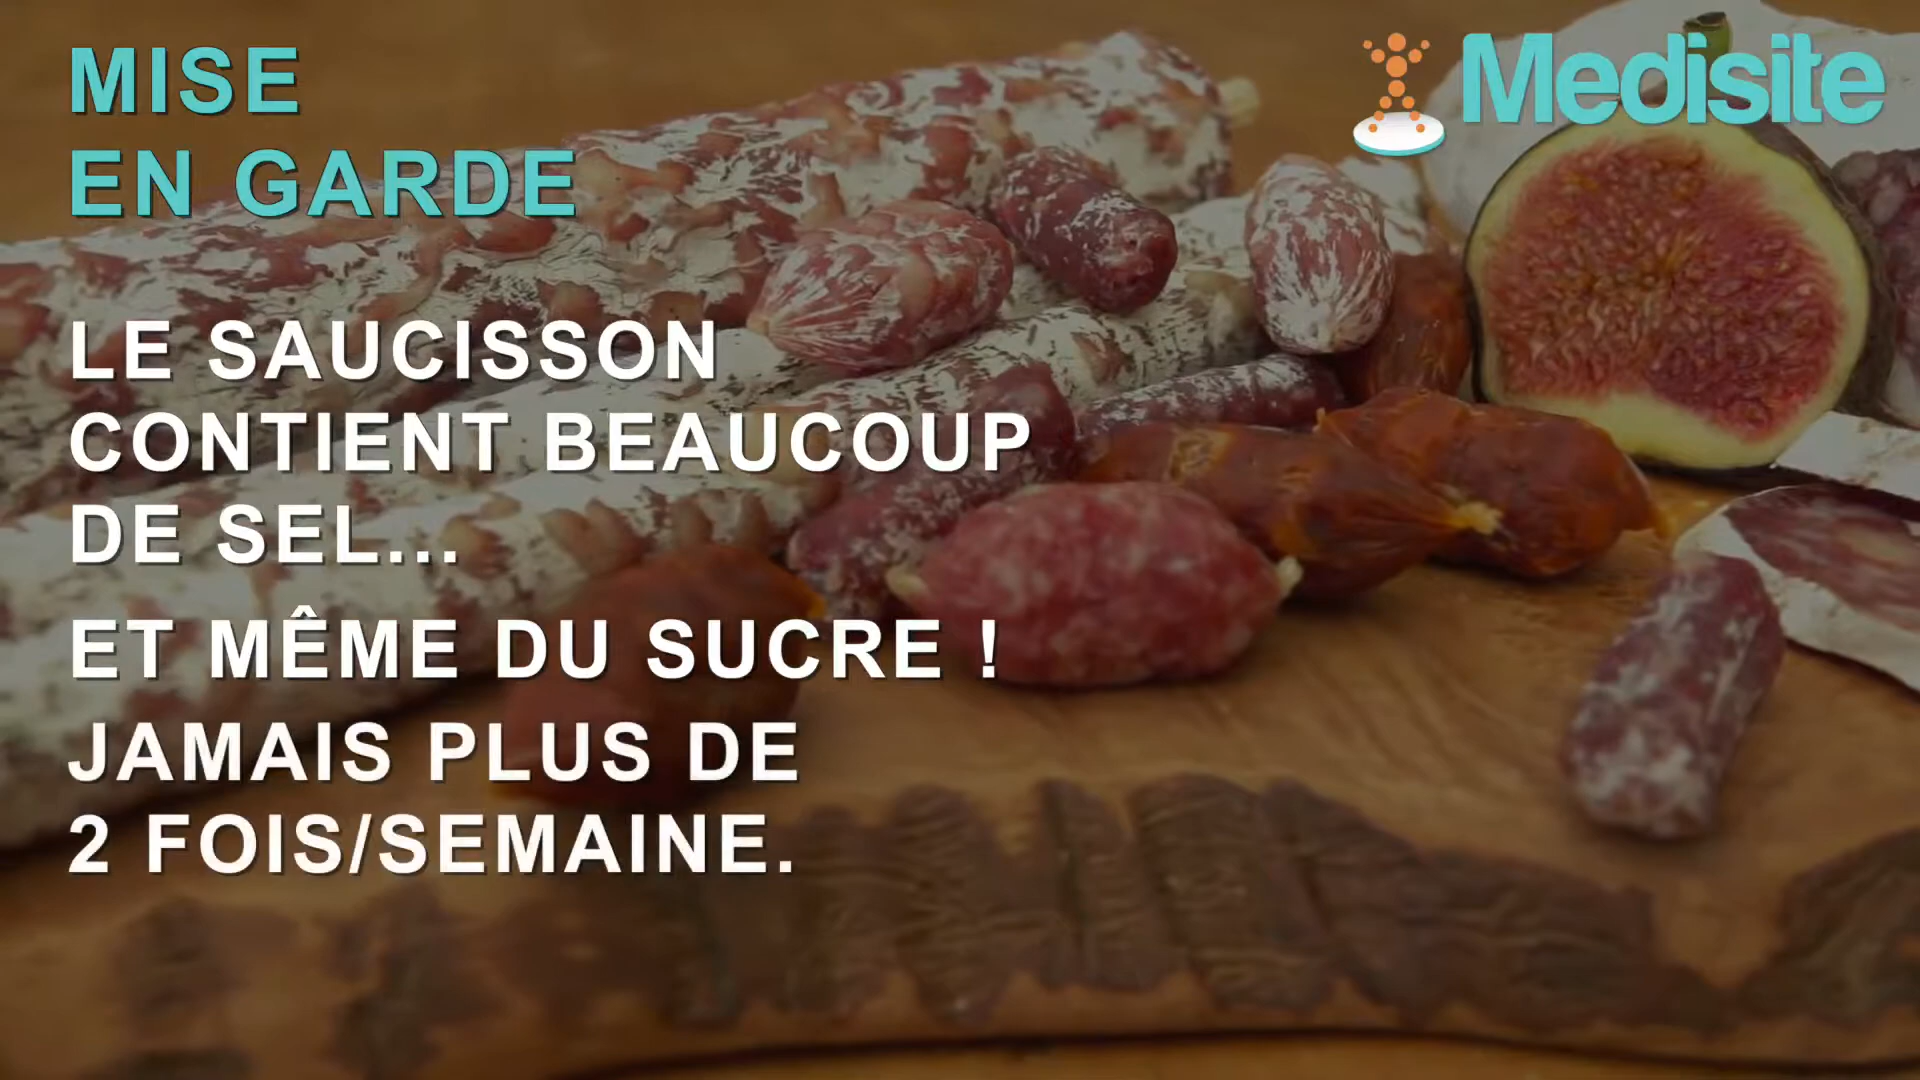 MISE
EN GARDE
Medisite
LE SAUCISSON
CONTIENT BEAUCOUP
DE SEL...
ET MÊME DU SUCRE !
JAMAIS PLUS DE
2 FOIS/SEMAINE.